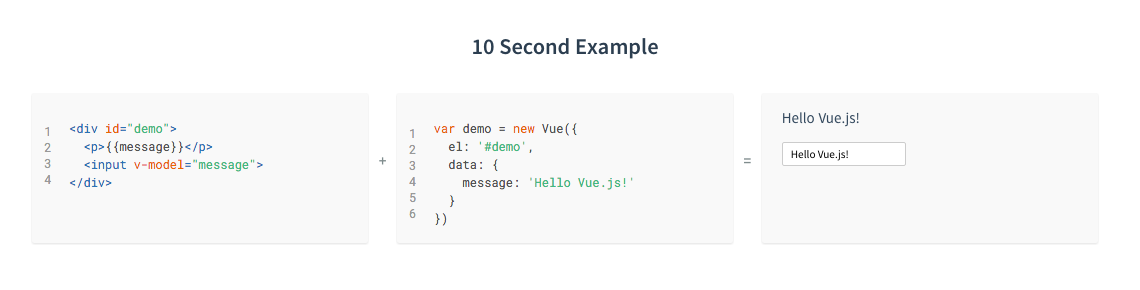 10 Second Example
1 <div id="demo">
2   <p>{{message}}</p>
3   <input v-model="message">
4 </div>
+
1 var demo = new Vue({
2   el: '#demo',
3   data: {
4     message: 'Hello Vue.js!'
5   }
6 })
=
Hello Vue.js!
Hello Vue.js!